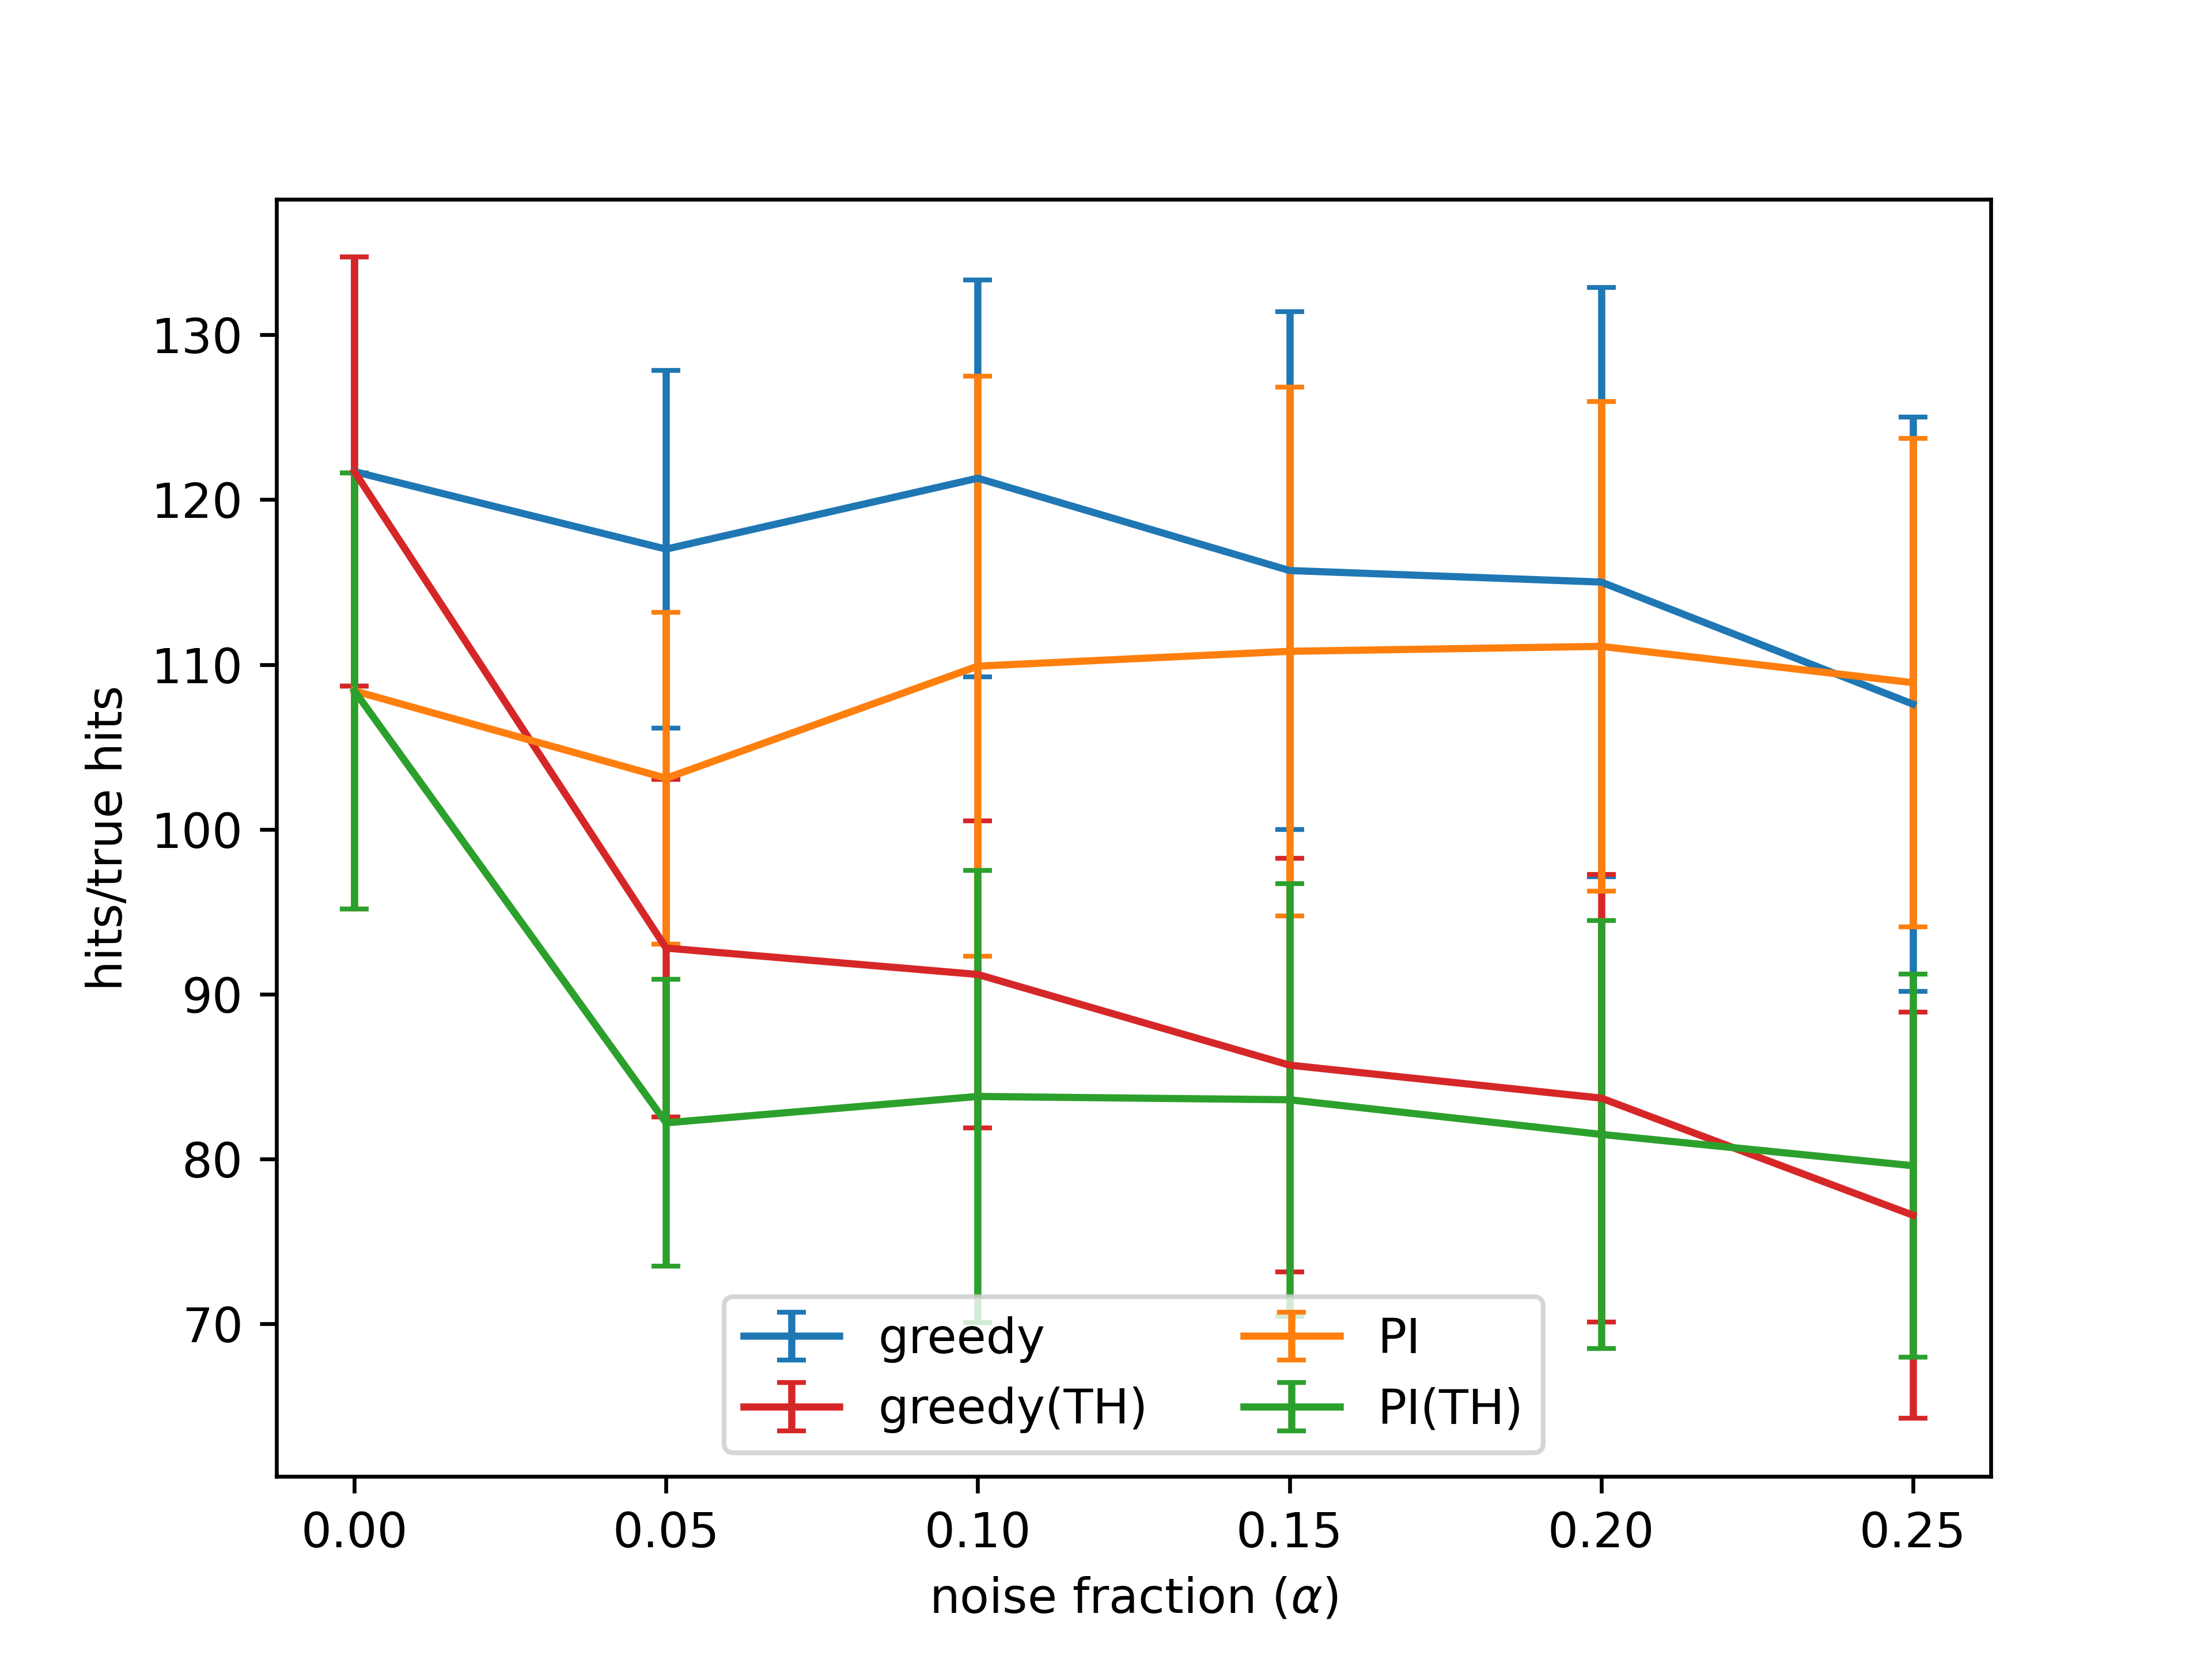 hits/true hits
130
120
110
100
90
80
70
greedy
greedy(TH)
PI
PI(TH)
0.00 0.05 0.10 0.15 0.20 0.25
noise fraction (α)